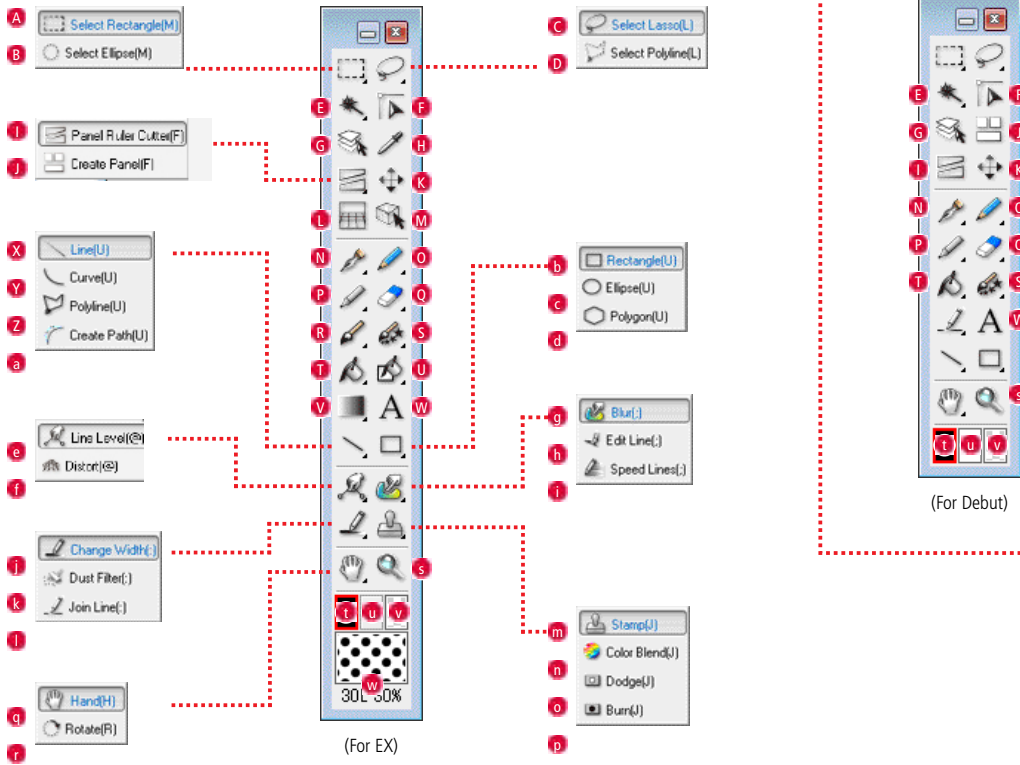 A Select Rectangle(M)
B Select Ellipse(M)
C Select Lasso(L)
D Select Polyline(L)
E F
G H
I Panel Ruler Cutter(F)
J Create Panel(F)
K
L M
X Line(U)
Y Curve(U)
Z Polyline(U)
a Create Path(U)
N O
P Q
R S
T U
V A W
b Rectangle(U)
c Ellipse(U)
d Polygon(U)
e Line Level(@)
f Distort(@)
g Blur(;)
h Edit Line(;)
i Speed Lines(;)
j Change Width(:)
k Dust Filter(:)
l Join Line(:)
s
t u v
w
30L 30%
m Stamp(J)
n Color Blend(J)
o Dodge(J)
p Burn(J)
q Hand(H)
r Rotate(R)
(For EX)
E F
G J
I K
N O
P Q
T S
A W
s
t u v
(For Debut)